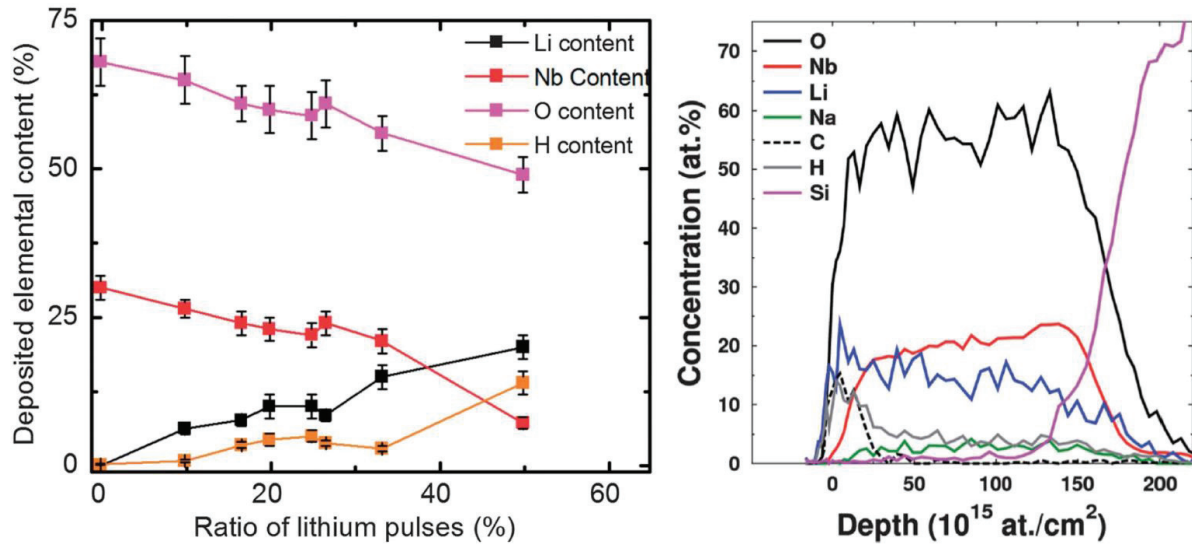 75
50
25
0
Deposited elemental content (%)
Li content
Nb Content
O content
H content
0
20
40
60
Ratio of lithium pulses (%)
70
60
50
40
30
20
10
0
Concentration (at.%)
O
Nb
Li
Na
C
H
Si
0
50
100
150
200
Depth (10¹⁵ at./cm²)